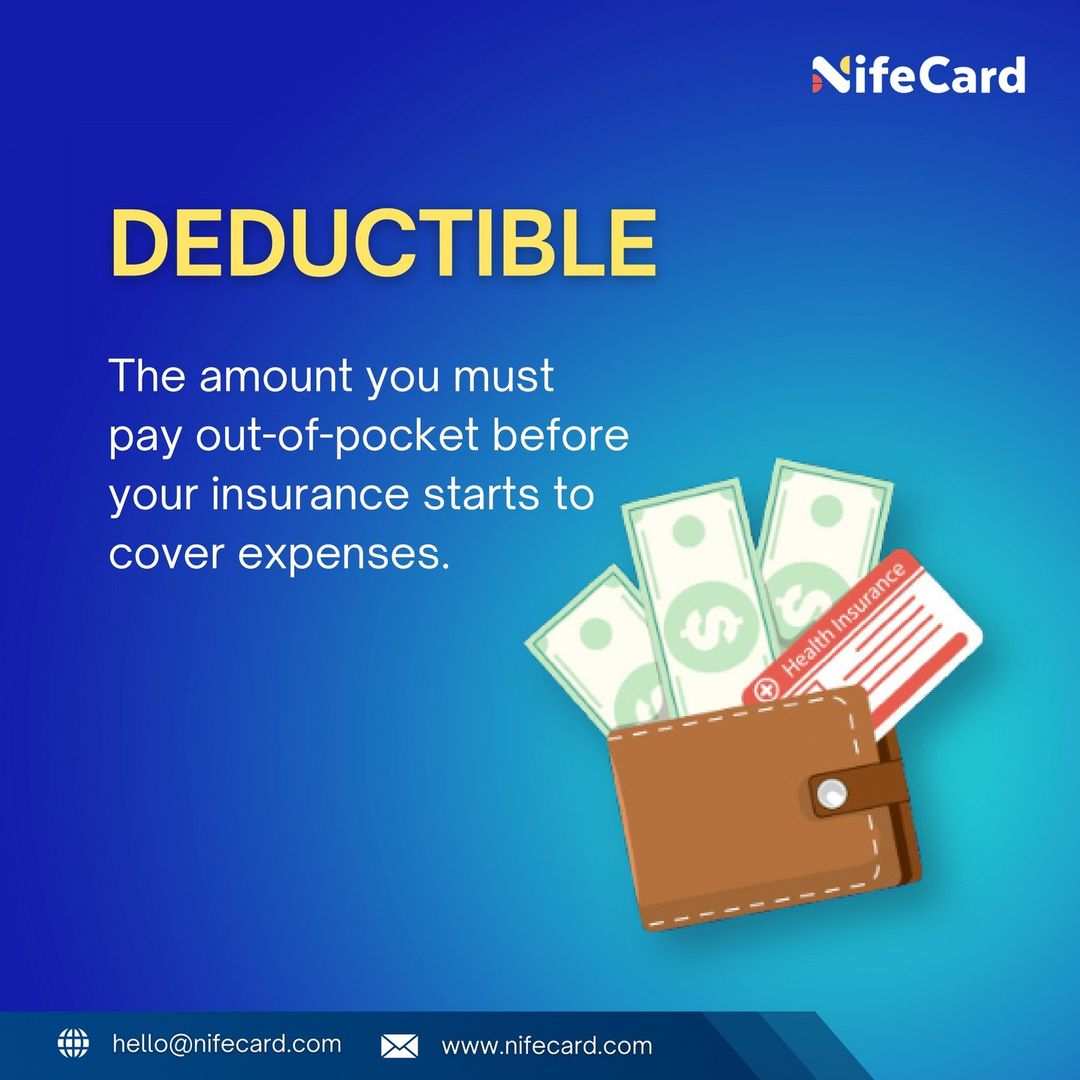 NifeCard
DEDUCTIBLE
The amount you must
pay out-of-pocket before
your insurance starts to
cover expenses.
Health Insurance
hello@nifecard.com
www.nifecard.com